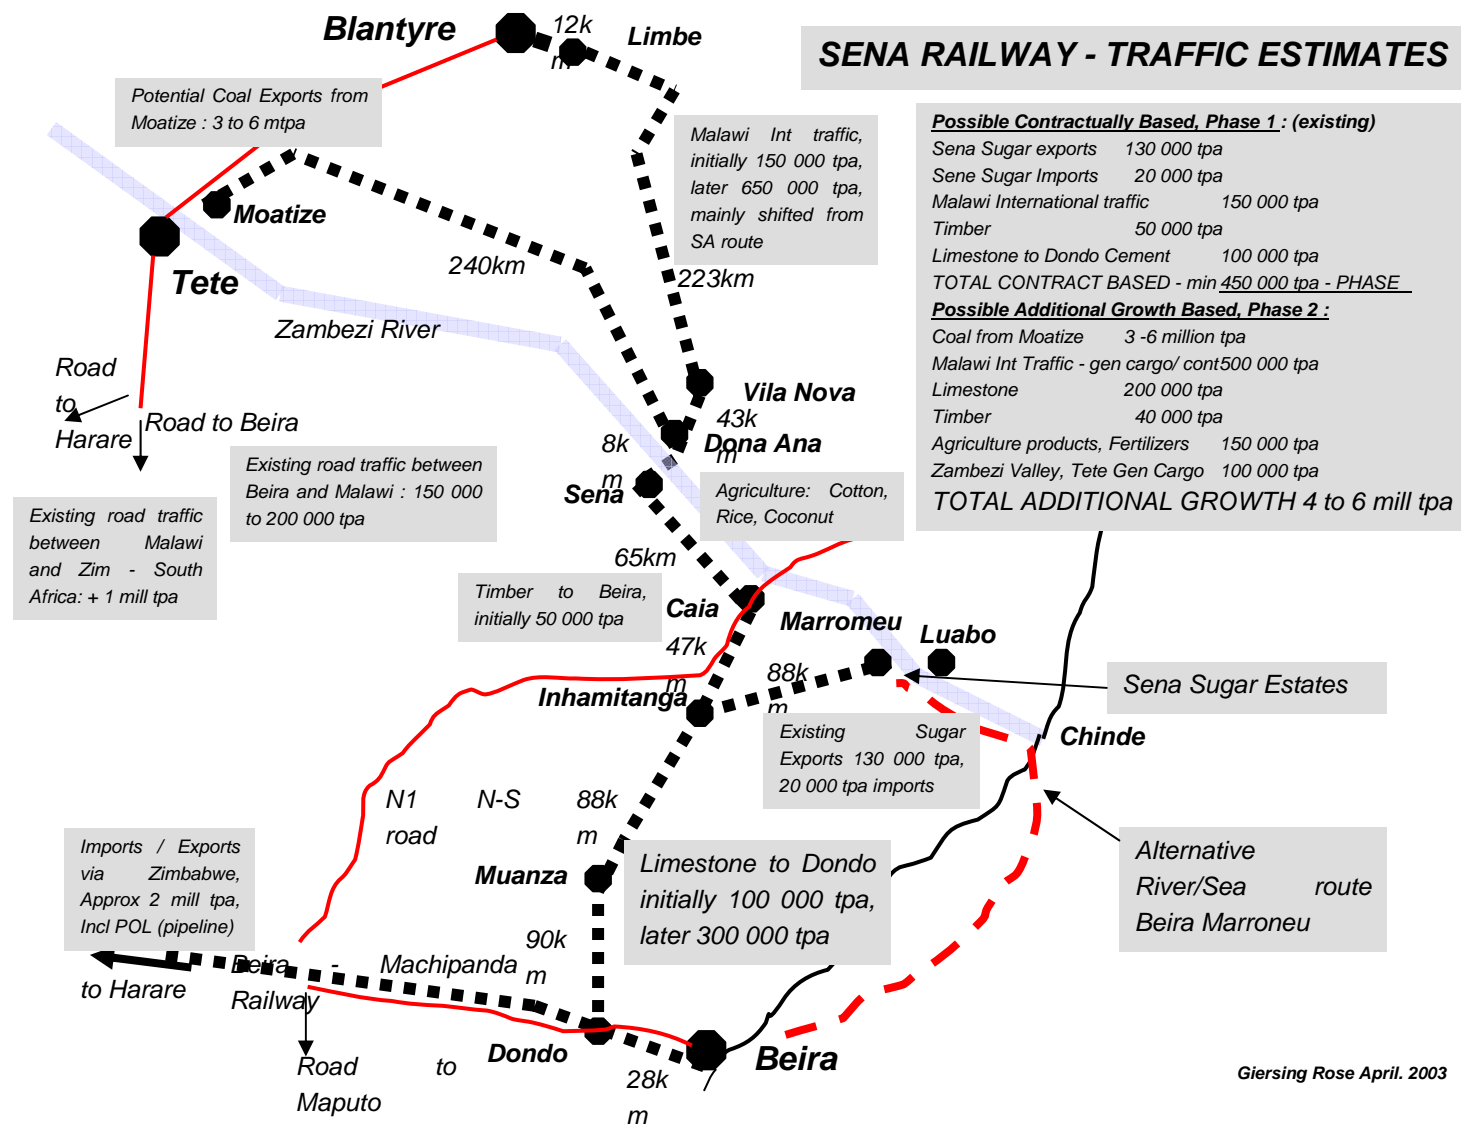 Blantyre
12k
m
Limbe
SENA RAILWAY - TRAFFIC ESTIMATES
Potential Coal Exports from
Moatize : 3 to 6 mtpa
Malawi Int traffic,
initially 150 000 tpa,
later 650 000 tpa,
mainly shifted from
SA route
Possible Contractually Based, Phase 1 : (existing)
Sena Sugar exports 130 000 tpa
Sene Sugar Imports 20 000 tpa
Malawi International traffic 150 000 tpa
Timber 50 000 tpa
Limestone to Dondo Cement 100 000 tpa
TOTAL CONTRACT BASED - min 450 000 tpa - PHASE
Possible Additional Growth Based, Phase 2 :
Coal from Moatize 3 -6 million tpa
Malawi Int Traffic - gen cargo/ cont500 000 tpa
Limestone 200 000 tpa
Timber 40 000 tpa
Agriculture products, Fertilizers 150 000 tpa
Zambezi Valley, Tete Gen Cargo 100 000 tpa
TOTAL ADDITIONAL GROWTH 4 to 6 mill tpa
Moatize
Tete
240km
223km
Zambezi River
Road
to
Harare
Road to Beira
Vila Nova
43k
m
Dona Ana
8k
m
Sena
Existing road traffic between
Beira and Malawi : 150 000
to 200 000 tpa
Existing road traffic
between Malawi
and Zim - South
Africa: + 1 mill tpa
Agriculture: Cotton,
Rice, Coconut
65km
Timber to Beira,
initially 50 000 tpa
Caia
47k
m
Marromeu
Luabo
88k
m
Inhamitanga
Sena Sugar Estates
Existing Sugar
Exports 130 000 tpa,
20 000 tpa imports
Chinde
N1 N-S
road
88k
m
Muanza
Limestone to Dondo
initially 100 000 tpa,
later 300 000 tpa
Alternative
River/Sea route
Beira Marroneu
Imports / Exports
via Zimbabwe,
Approx 2 mill tpa,
Incl POL (pipeline)
90k
m
to Harare
Beira - Machipanda
Railway
Dondo
Beira
28k
m
Road to
Maputo
Giersing Rose April. 2003